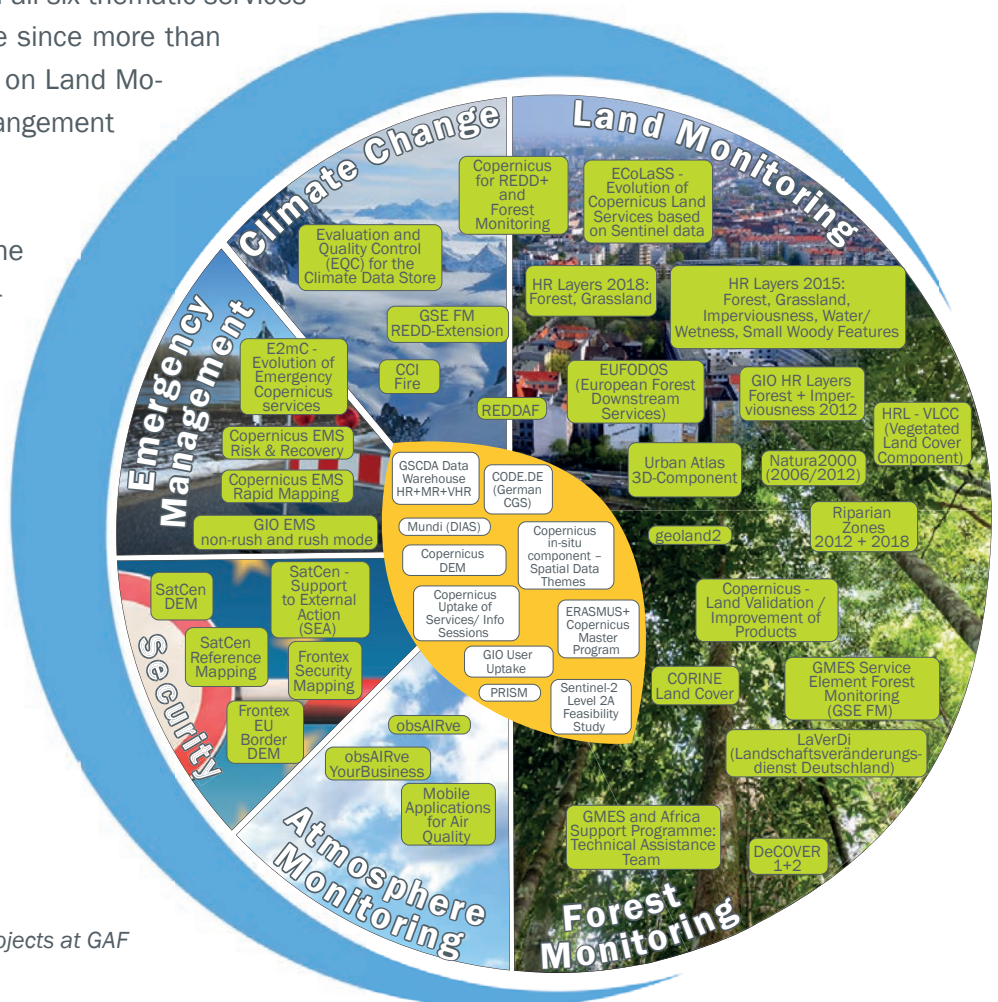 all six thematic services
e since more than
on Land Mo-
angement
ne
Climate Change
Evaluation and
Quality Control
(EQC) for the
Climate Data Store
GSE FM
REDD-Extension
CCI
Fire
Copernicus
for REDD+
and
Forest
Monitoring
REDDAF
Land Monitoring
ECoLaSS -
Evolution of
Copernicus Land
Services based
on Sentinel data
HR Layers 2018:
Forest, Grassland
HR Layers 2015:
Forest, Grassland,
Imperviousness, Water/
Wetness, Small Woody Features
EUFODOS
(European Forest
Downstream
Services)
GIO HR Layers
Forest + Imper-
viousness 2012
HRL - VLCC
(Vegetated
Land Cover
Component)
Urban Atlas
3D-Component
Natura2000
(2006/2012)
Riparian
Zones
2012 + 2018
geoland2
Copernicus -
Land Validation /
Improvement of
Products
CORINE
Land Cover
GMES Service
Element Forest
Monitoring
(GSE FM)
LaVerDi
(Landschaftsveränderungs-
dienst Deutschland)
GMES and Africa
Support Programme:
Technical Assistance
Team
DeCOVER
1+2
Forest
Monitoring
Emergency
Management
E2mC -
Evolution of
Emergency
Copernicus
services
Copernicus EMS
Risk & Recovery
Copernicus EMS
Rapid Mapping
GIO EMS
non-rush and rush mode
GSCDA Data
Warehouse
HR+MR+VHR
CODE.DE
(German
CGS)
Mundi (DIAS)
Copernicus
DEM
Copernicus
in-situ
component –
Spatial Data
Themes
Copernicus
Uptake of
Services/ Info
Sessions
ERASMUS+
Copernicus
Master
Program
GIO User
Uptake
PRISM
Sentinel-2
Level 2A
Feasibility
Study
Security
SatCen
DEM
SatCen -
Support
to External
Action
(SEA)
SatCen
Reference
Mapping
Frontex
Security
Mapping
Frontex
EU
Border
DEM
obsAIRve
obsAIRve
YourBusiness
Mobile
Applications
for Air
Quality
Atmosphere
Monitoring
ojects at GAF